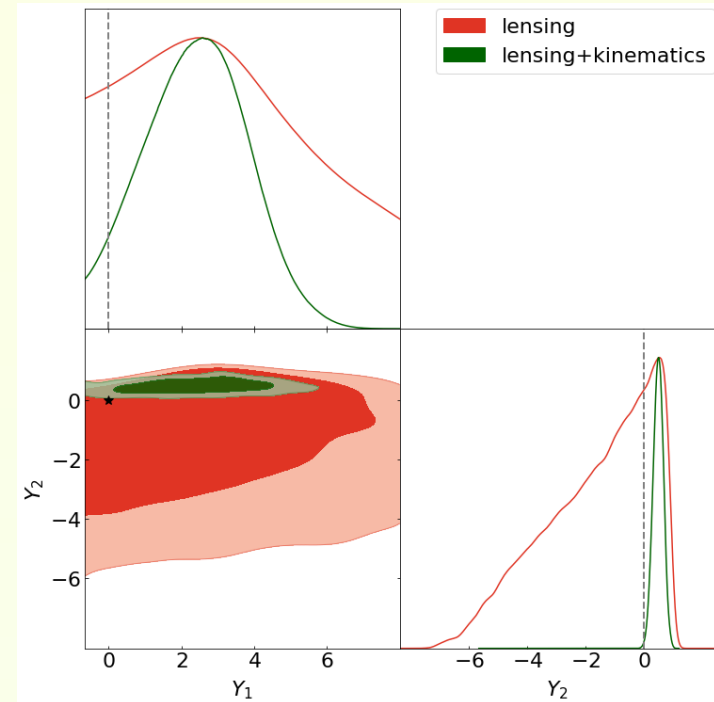 lensing
lensing+kinematics
0
−2
−4
−6
Y₂
0 2 4 6
Y₁
−6 −4 −2 0
Y₂